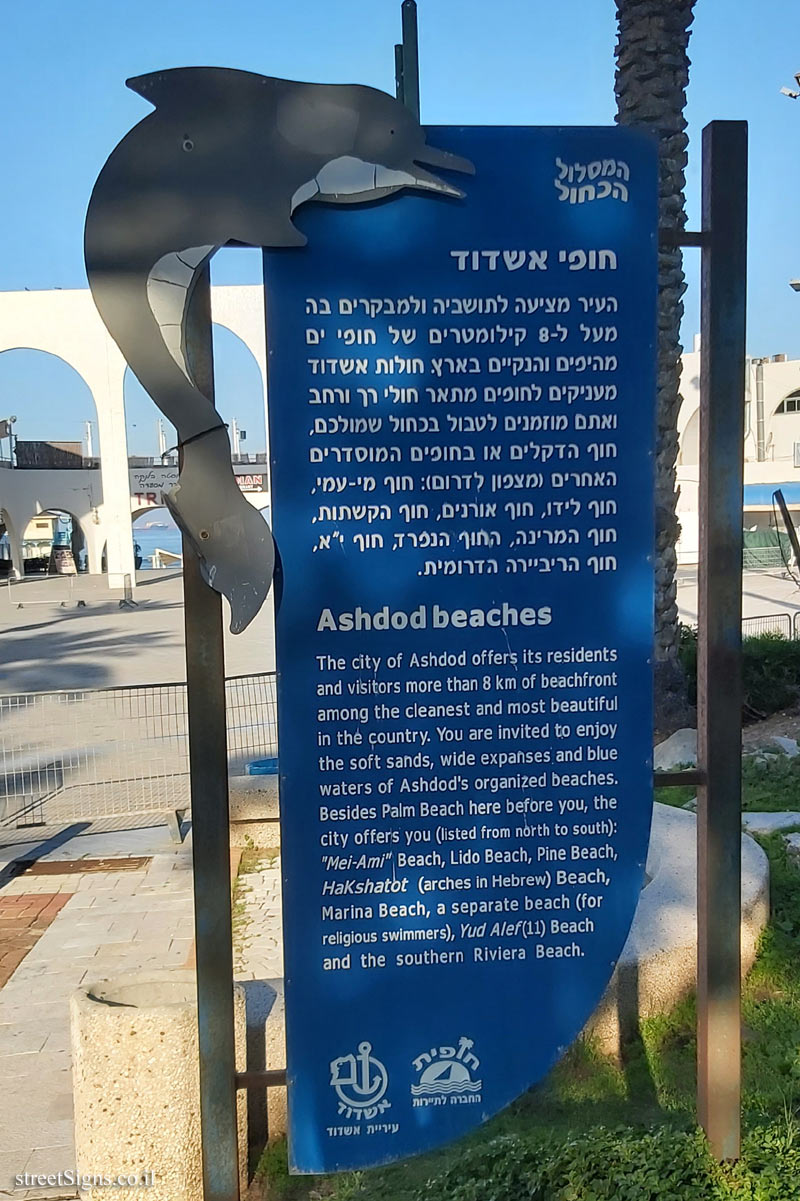 המסלול
הכחול
חופי אשדוד
העיר מציעה לתושביה ולמבקרים בה
מעל ל-8 קילומטרים של חופי ים
מהיפים והנקיים בארץ. חולות אשדוד
מעניקים לחופים מתאר חולי רך ורחב
ואתם מוזמנים לטבול בכחול שמולכם,
חוף הדקלים או בחופים המוסדרים
האחרים (מצפון לדרום): חוף מי-עמי,
חוף לידו, חוף אורנים, חוף הקשתות,
חוף המרינה, החוף הנפרד, חוף י"א,
חוף הריביירה הדרומית.
Ashdod beaches
The city of Ashdod offers its residents
and visitors more than 8 km of beachfront
among the cleanest and most beautiful
in the country. You are invited to enjoy
the soft sands, wide expanses and blue
waters of Ashdod's organized beaches.
Besides Palm Beach here before you, the
city offers you (listed from north to south):
"Mei-Ami" Beach, Lido Beach, Pine Beach,
HaKshatot (arches in Hebrew) Beach,
Marina Beach, a separate beach (for
religious swimmers), Yud Alef(11) Beach
and the southern Riviera Beach.
אשדוד
עיריית אשדוד
חופית
החברה לתיירות
streetSigns.co.il